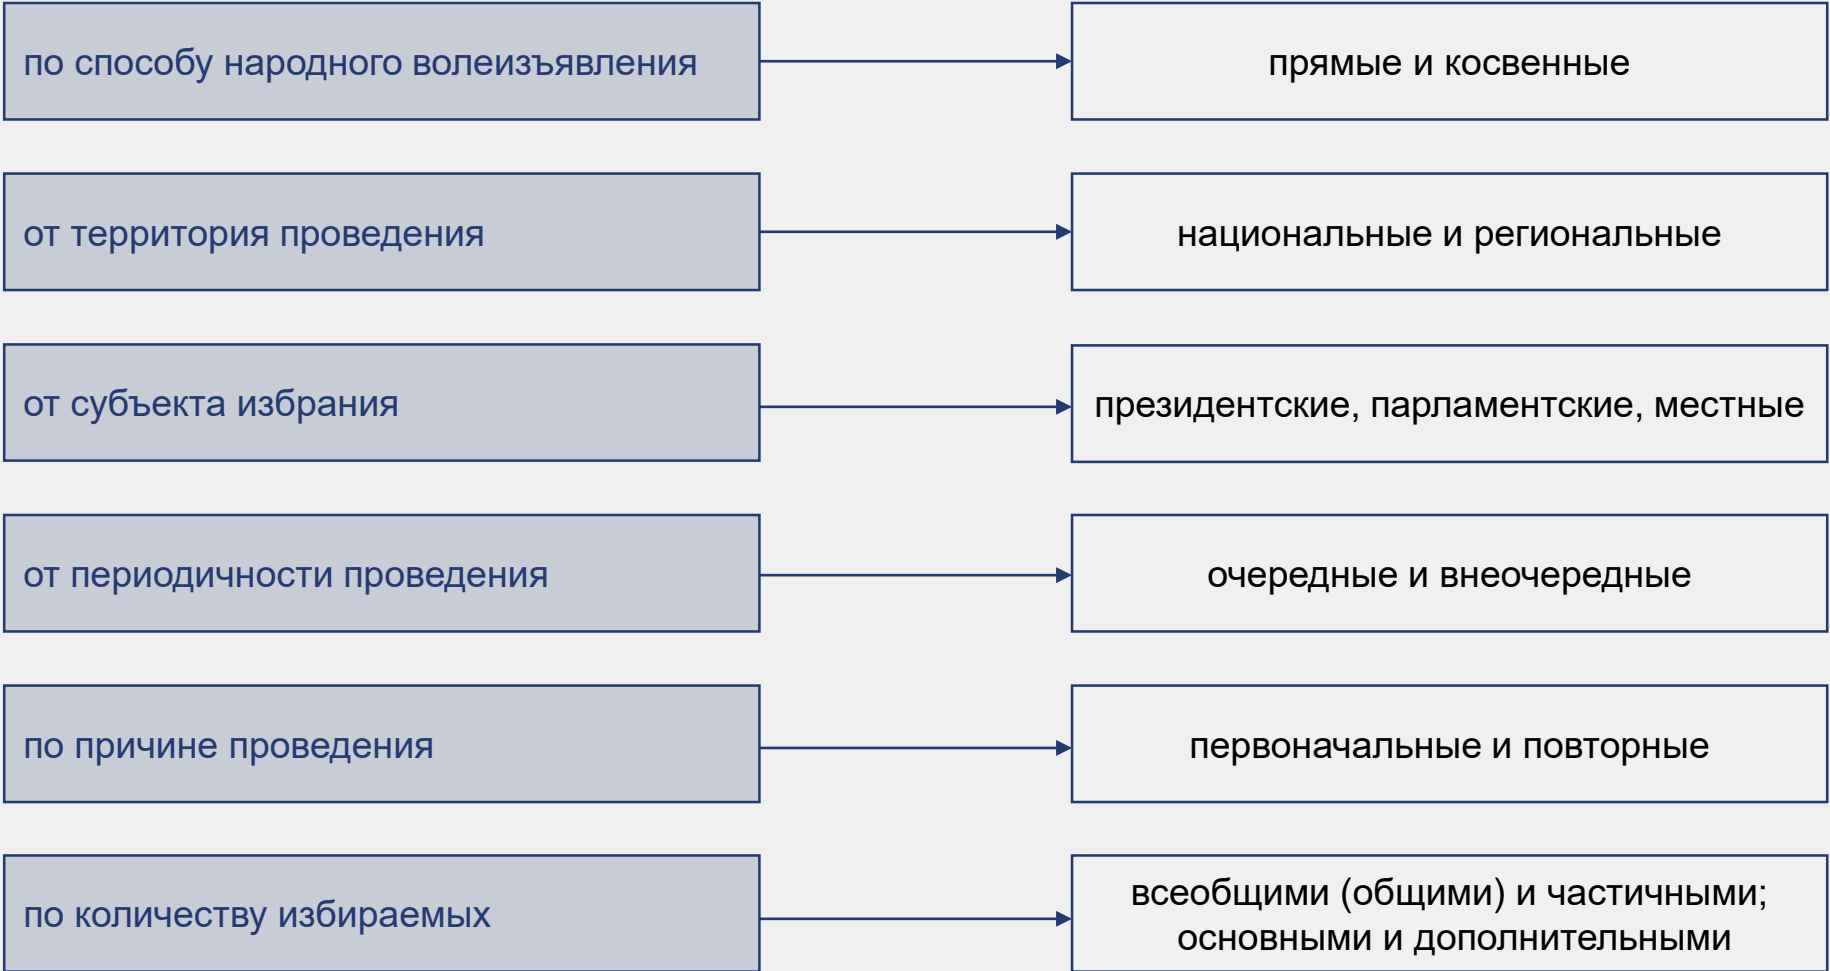 по способу народного волеизъявления
прямые и косвенные
от территория проведения
национальные и региональные
от субъекта избрания
президентские, парламентские, местные
от периодичности проведения
очередные и внеочередные
по причине проведения
первоначальные и повторные
по количеству избираемых
всеобщими (общими) и частичными;
основными и дополнительными